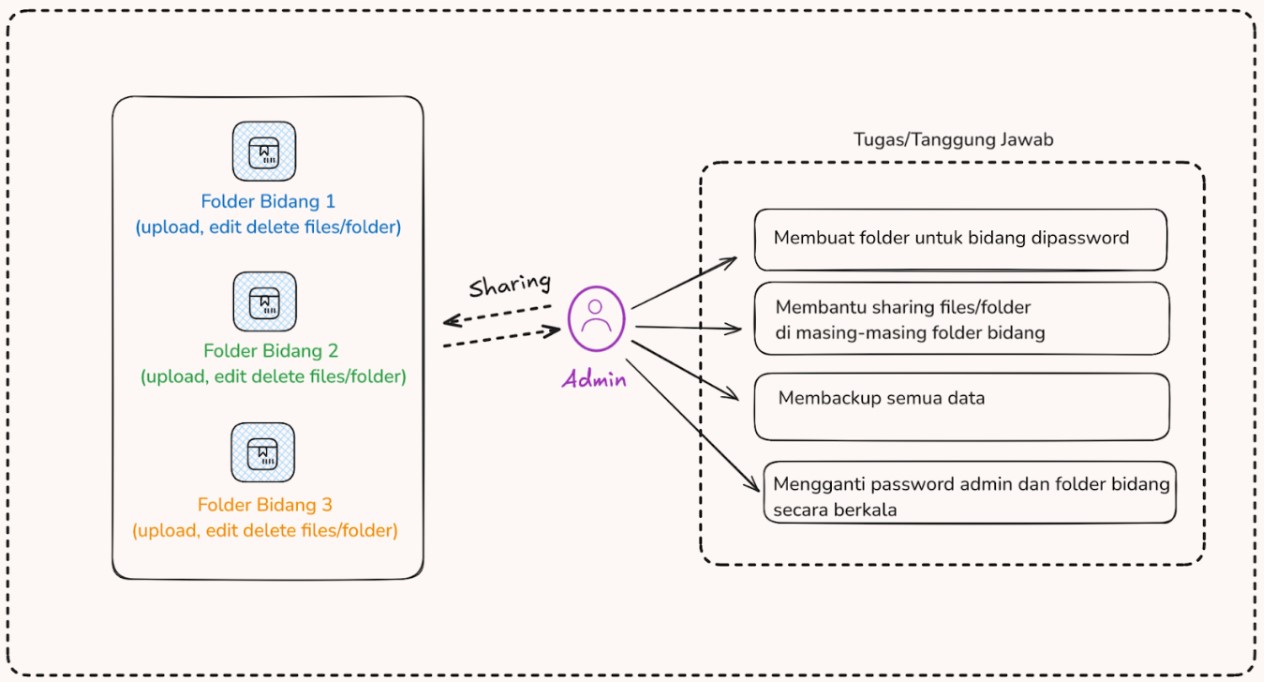 Folder Bidang 1
(upload, edit delete files/folder)
Folder Bidang 2
(upload, edit delete files/folder)
Folder Bidang 3
(upload, edit delete files/folder)
Sharing
Admin
Tugas/Tanggung Jawab
Membuat folder untuk bidang dipassword
Membantu sharing files/folder
di masing-masing folder bidang
Membackup semua data
Mengganti password admin dan folder bidang
secara berkala